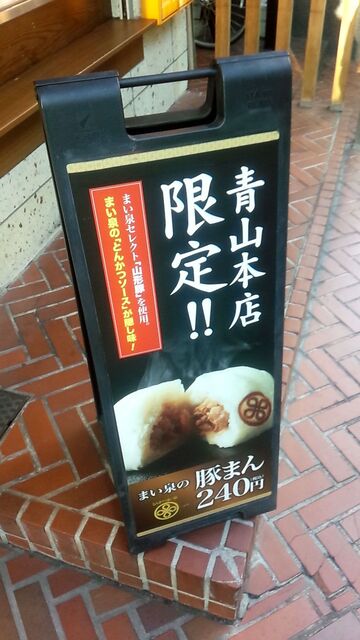 青山本店
限定!!
まい泉セレクト『山形豚』を使用。
まい泉の『とんかつソース』が隠し味!
まい泉の 豚まん
240円